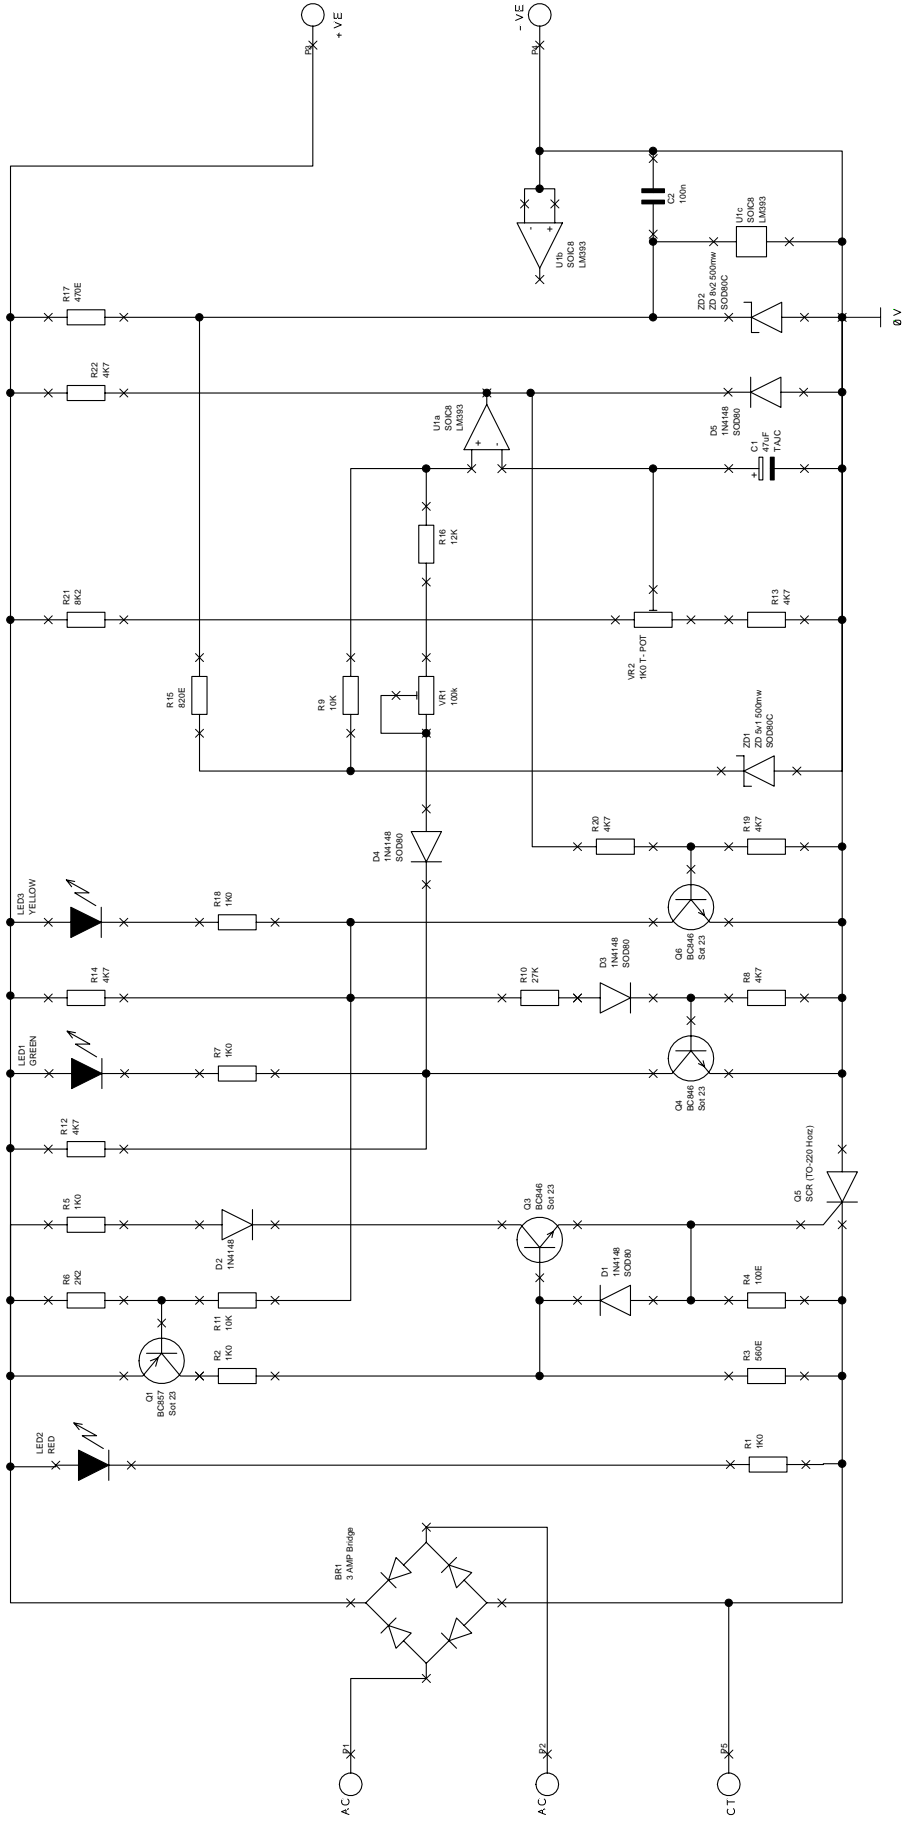 +VE
P3
-VE
P4
R17
470E
C2
100n
U1c
SOIC8
LM393
U1b
SOIC8
LM393
ZD2
ZD 8v2 500mw
SOD80C
0V
R22
4K7
U1a
SOIC8
LM393
D5
1N4148
SOD80
C1
47uF
TAJC
+
R21
8K2
R16
12K
+
-
-
+
R13
4K7
VR2
1K0 T-POT
R15
820E
R9
10K
VR1
100k
ZD1
ZD 5v1 500mw
SOD80C
D4
1N4148
SOD80
R20
4K7
R19
4K7
LED3
YELLOW
R18
1K0
Q6
BC846
Sot 23
R14
4K7
R10
27K
D3
1N4148
SOD80
R8
4K7
LED1
GREEN
R7
1K0
Q4
BC846
Sot 23
R12
4K7
Q5
SCR (TO-220 Horz)
R5
1K0
D2
1N4148
Q3
BC846
Sot 23
R6
2K2
R11
10K
D1
1N4148
SOD80
R4
100E
Q1
BC857
Sot 23
R2
1K0
R3
560E
LED2
RED
R1
1K0
BR1
3 AMP Bridge
AC
P1
AC
P2
CT
P5